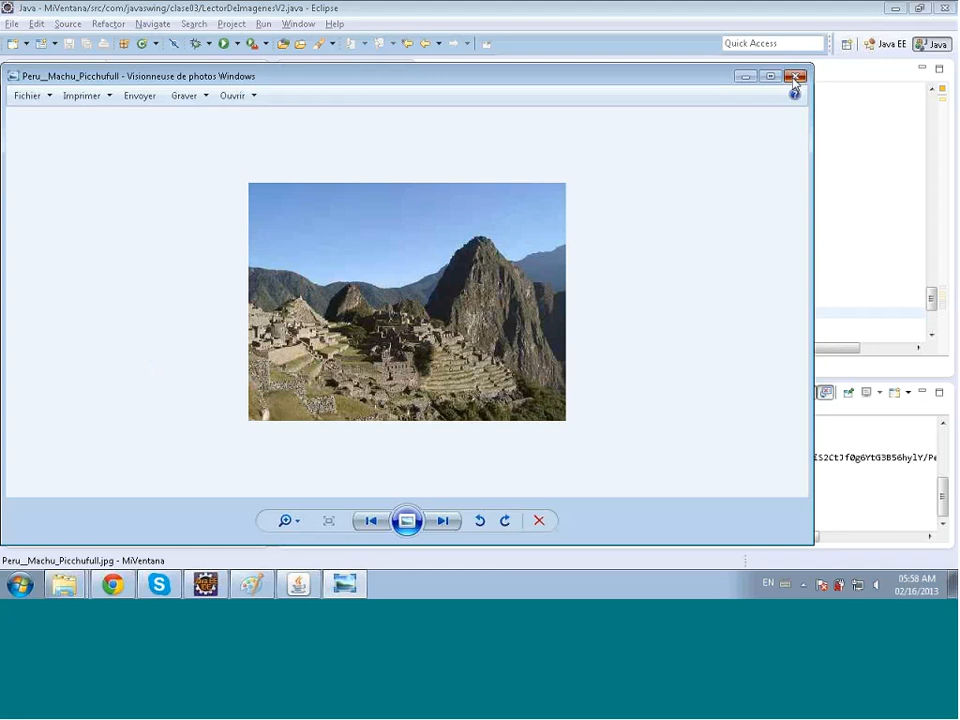 Java - MiVentana/src/com/javaswing/clase03/LectorDeImagenesV2.java - Eclipse
File Edit Source Refactor Navigate Search Project Run Window Help
Quick Access Java EE Java
Peru__Machu_Picchufull - Visionneuse de photos Windows
Fichier Imprimer Envoyer Graver Ouvrir
Peru__Machu_Picchufull.jpg - MiVentana
EN
05:58 AM
02/16/2013